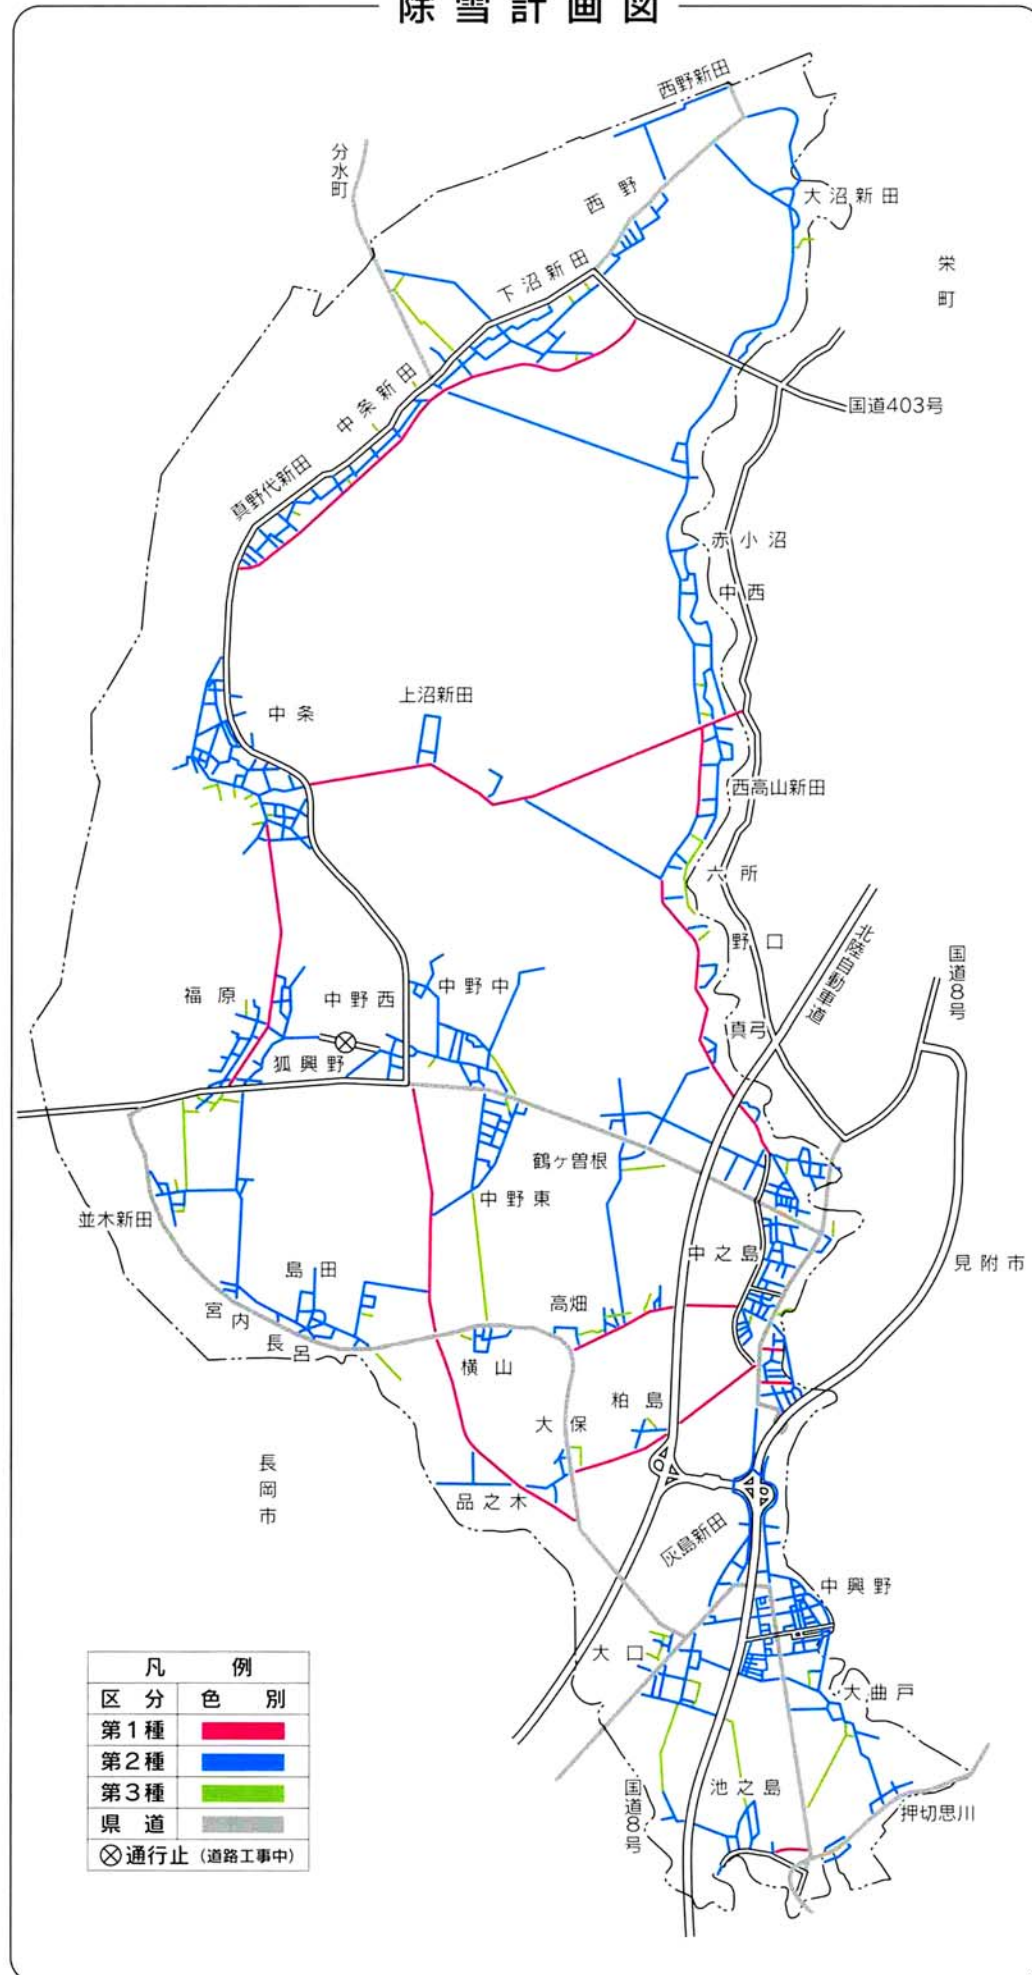 除雪計画図
西野新田
分水町
西野
大沼新田
栄町
下沼新田
中条新田
国道403号
真野代新田
赤小沼
中西
上沼新田
中条
西高山新田
六所
野口
北陸自動車道
国道8号
福原
中野西
中野中
真弓
狐興野
鶴ヶ曽根
中野東
並木新田
中之島
見附市
島田
宮内
高畑
長呂
横山
粕島
大保
長岡市
品之木
灰島新田
中興野
大口
大曲戸
池之島
国道8号
押切思川
凡例
区分 色別
第1種
第2種
第3種
県道
⊗通行止（道路工事中）